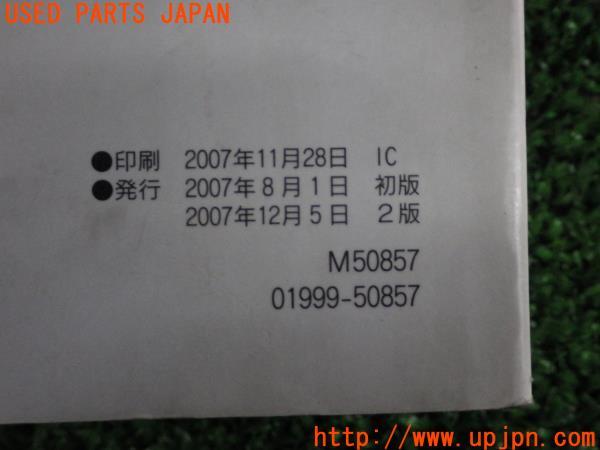 USED PARTS JAPAN
●印刷 2007年11月28日 IC
●発行 2007年8月1日 初版
2007年12月5日 2版
M50857
01999-50857
http://www.upjpn.com